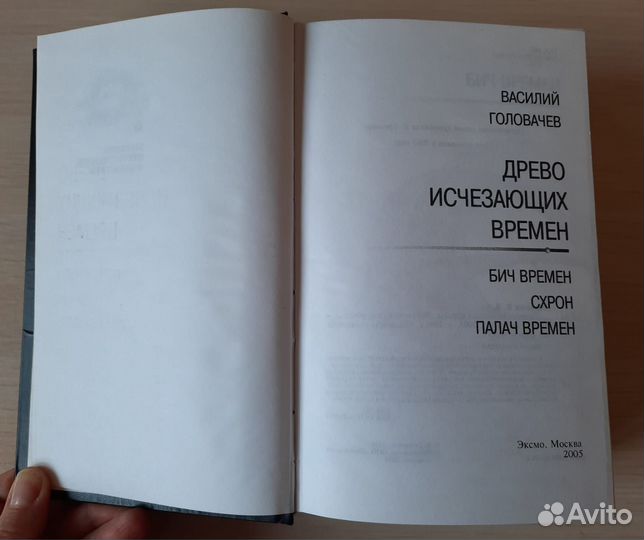 ВАСИЛИЙ
ГОЛОВАЧЕВ
ДРЕВО
ИСЧЕЗАЮЩИХ
ВРЕМЕН
БИЧ ВРЕМЕН
СХРОН
ПАЛАЧ ВРЕМЕН
Эксмо. Москва
2005
Avito